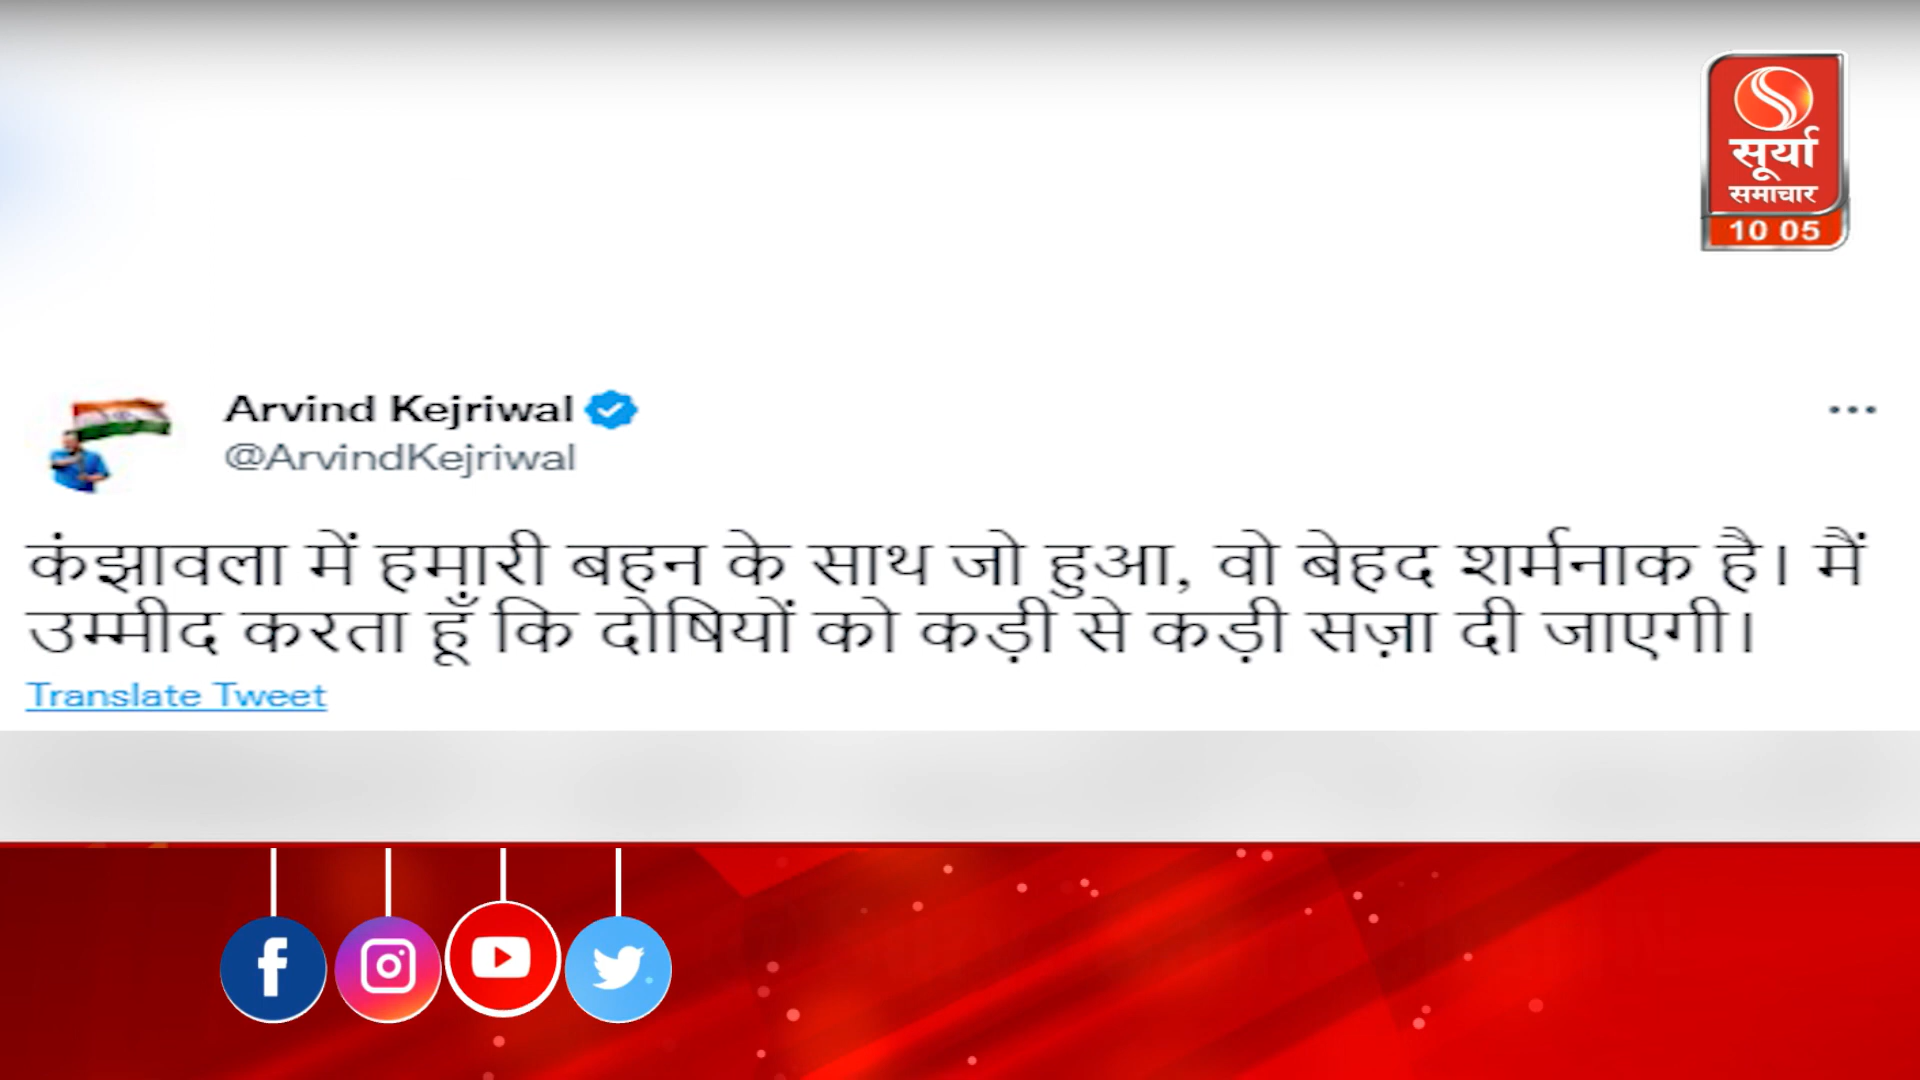 सूर्या
समाचार
10 05
Arvind Kejriwal
@ArvindKejriwal
कंझावला में हमारी बहन के साथ जो हुआ, वो बेहद शर्मनाक है। मैं
उम्मीद करता हूँ कि दोषियों को कड़ी से कड़ी सज़ा दी जाएगी।
Translate Tweet